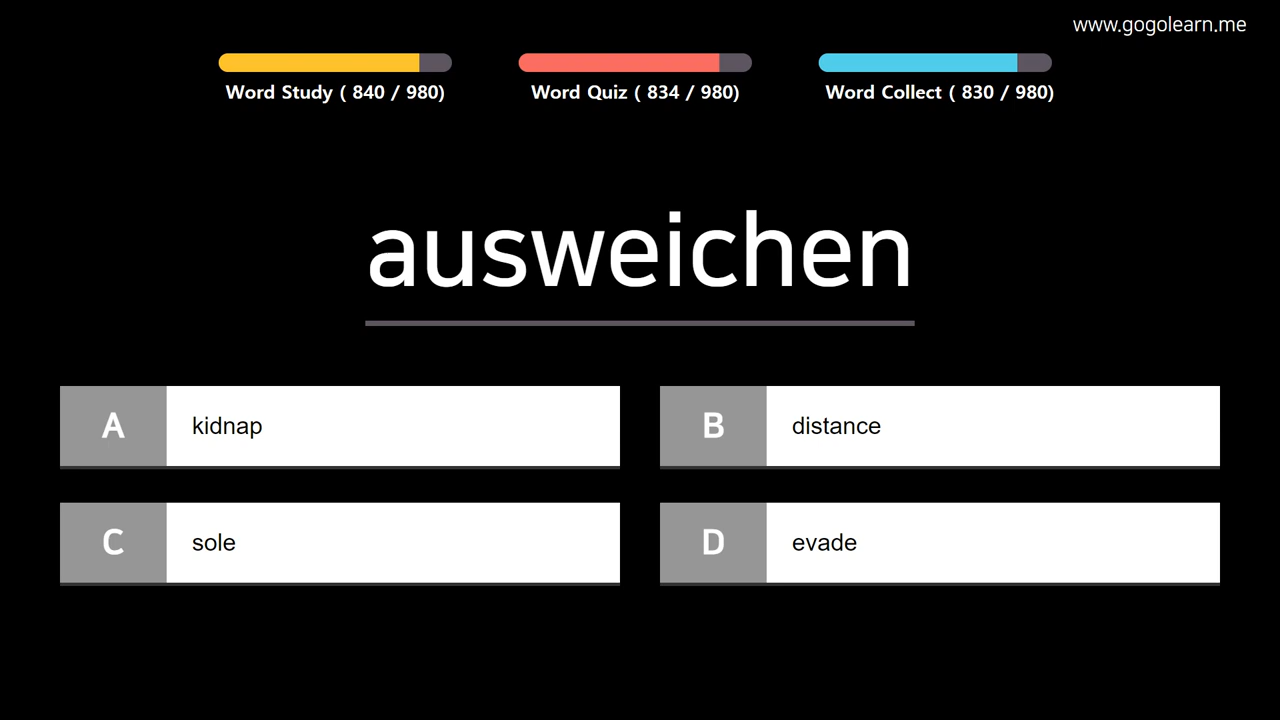 www.gogolearn.me
Word Study ( 840 / 980)
Word Quiz ( 834 / 980)
Word Collect ( 830 / 980)
ausweichen
A kidnap
B distance
C sole
D evade